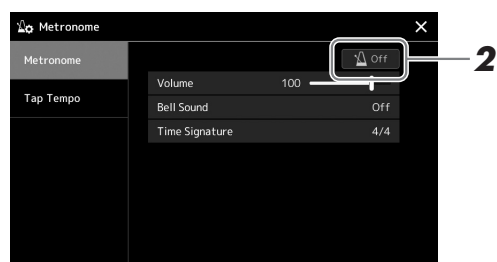 Metronome
Metronome
Off
2
Volume 100
Tap Tempo
Bell Sound Off
Time Signature 4/4